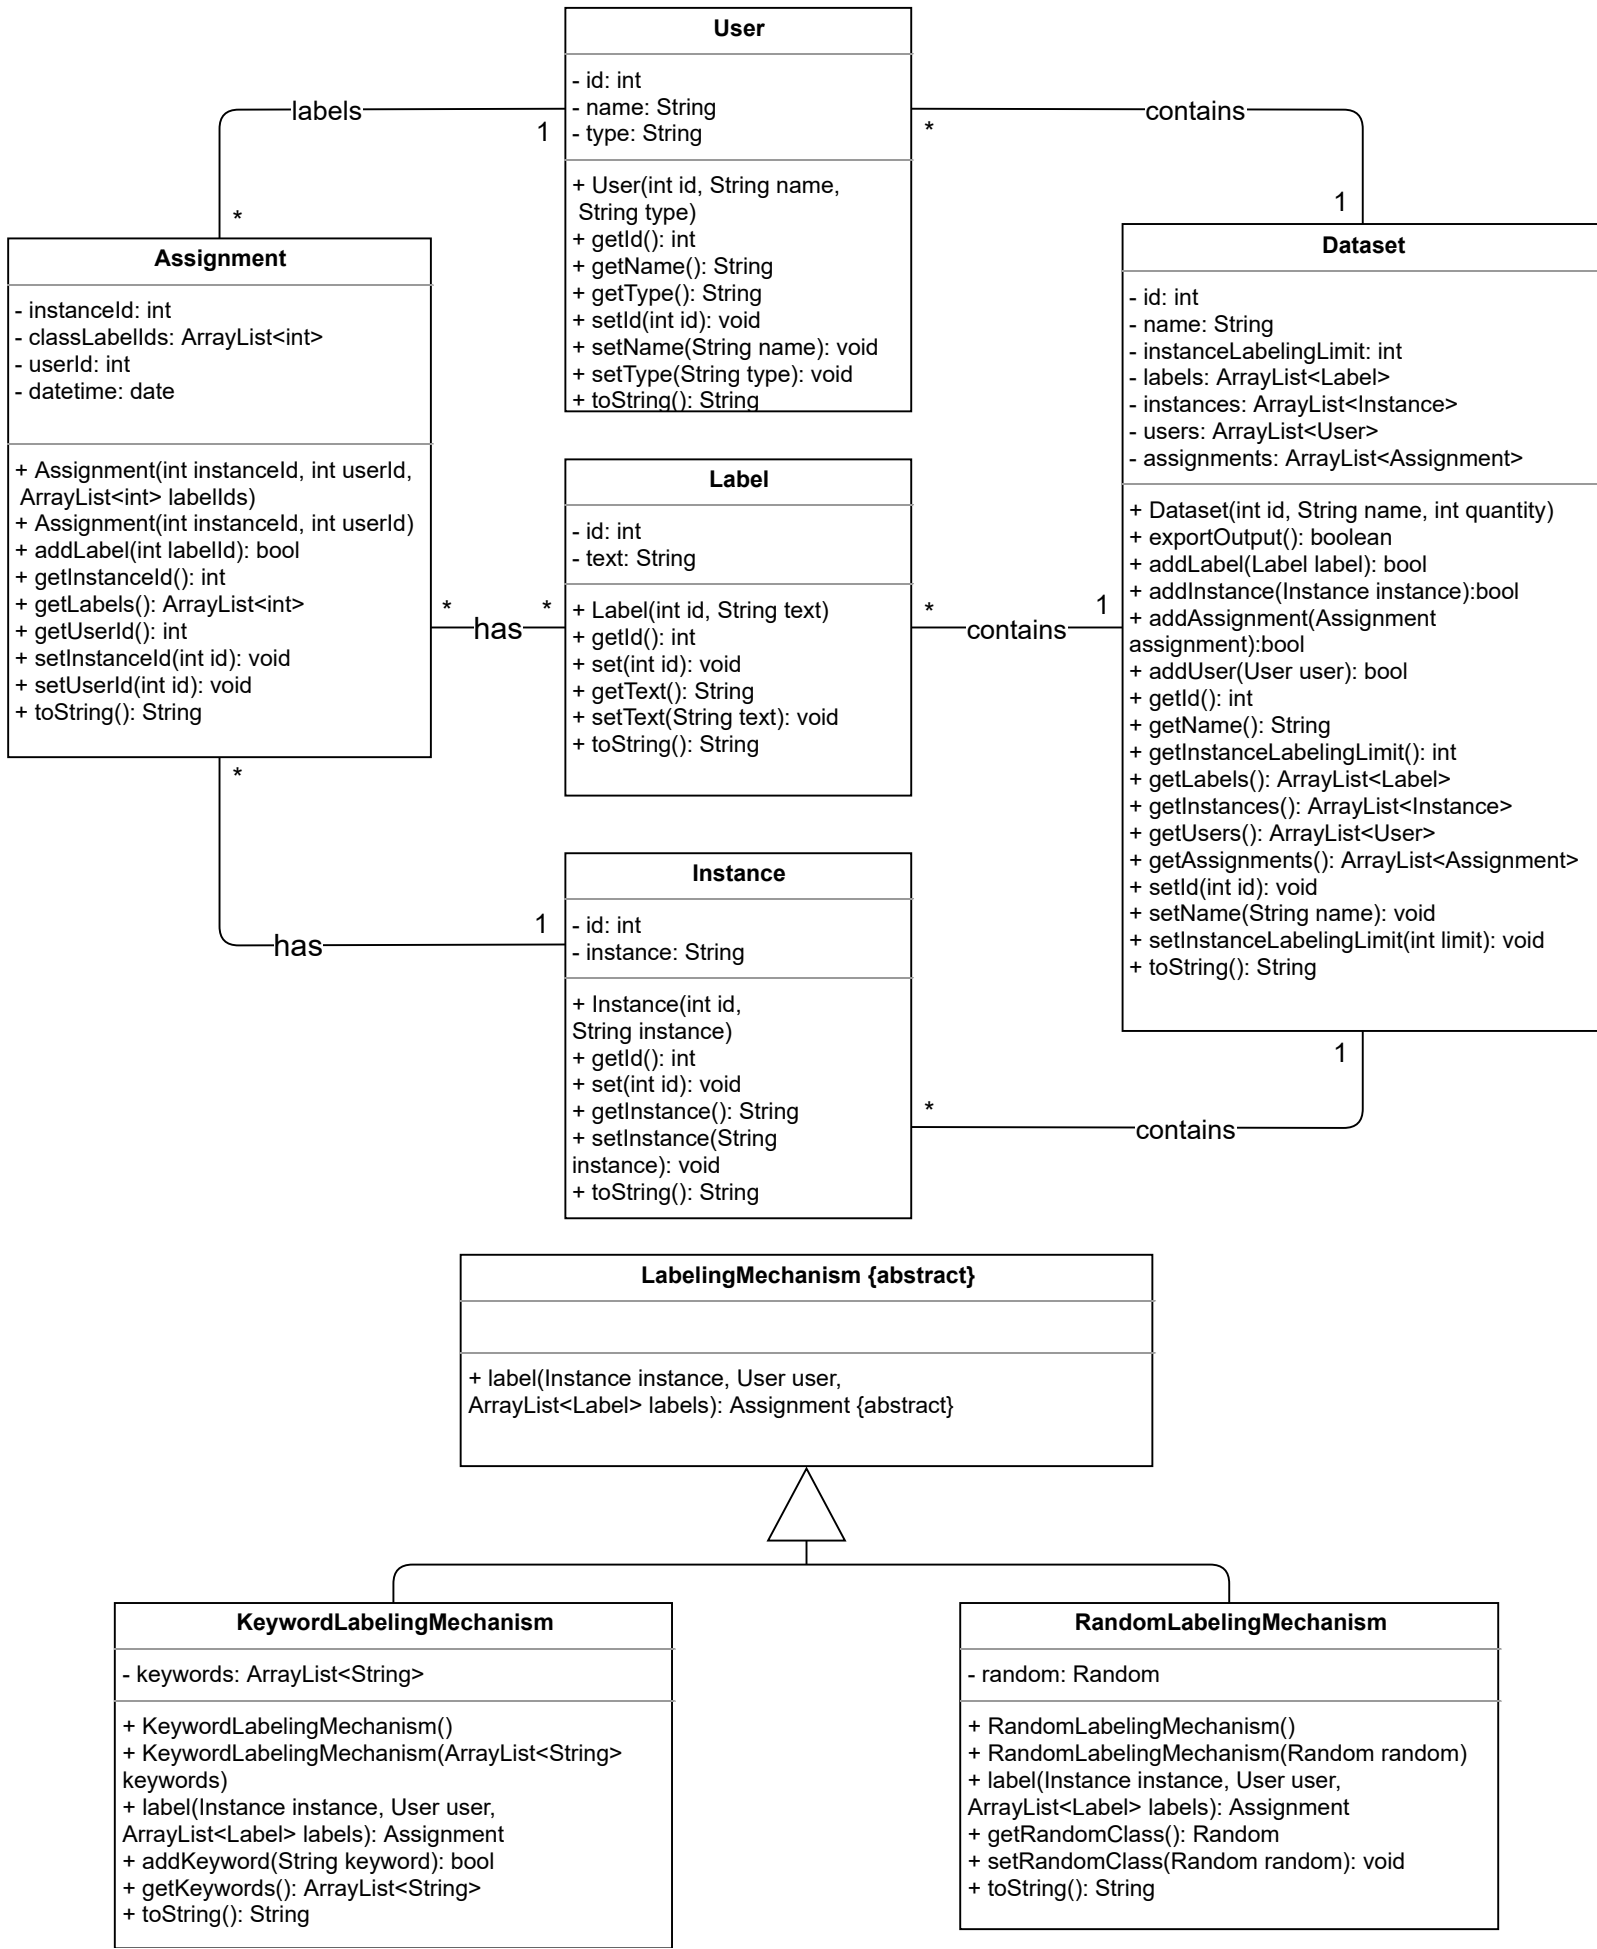 User
- id: int
- name: String
- type: String
+ User(int id, String name,
String type)
+ getId(): int
+ getName(): String
+ getType(): String
+ setId(int id): void
+ setName(String name): void
+ setType(String type): void
+ toString(): String
labels
1
*
contains
*
1
Assignment
- instanceId: int
- classLabelIds: ArrayList<int>
- userId: int
- datetime: date
+ Assignment(int instanceId, int userId,
ArrayList<int> labelIds)
+ Assignment(int instanceId, int userId)
+ addLabel(int labelId): bool
+ getInstanceId(): int
+ getLabels(): ArrayList<int>
+ getUserId(): int
+ setInstanceId(int id): void
+ setUserId(int id): void
+ toString(): String
* has *
Label
- id: int
- text: String
+ Label(int id, String text)
+ getId(): int
+ set(int id): void
+ getText(): String
+ setText(String text): void
+ toString(): String
* contains 1
Dataset
- id: int
- name: String
- instanceLabelingLimit: int
- labels: ArrayList<Label>
- instances: ArrayList<Instance>
- users: ArrayList<User>
- assignments: ArrayList<Assignment>
+ Dataset(int id, String name, int quantity)
+ exportOutput(): boolean
+ addLabel(Label label): bool
+ addInstance(Instance instance):bool
+ addAssignment(Assignment
assignment):bool
+ addUser(User user): bool
+ getId(): int
+ getName(): String
+ getInstanceLabelingLimit(): int
+ getLabels(): ArrayList<Label>
+ getInstances(): ArrayList<Instance>
+ getUsers(): ArrayList<User>
+ getAssignments(): ArrayList<Assignment>
+ setId(int id): void
+ setName(String name): void
+ setInstanceLabelingLimit(int limit): void
+ toString(): String
*
has
1
Instance
- id: int
- instance: String
+ Instance(int id,
String instance)
+ getId(): int
+ set(int id): void
+ getInstance(): String
+ setInstance(String
instance): void
+ toString(): String
1
*
contains
LabelingMechanism {abstract}
+ label(Instance instance, User user,
ArrayList<Label> labels): Assignment {abstract}
KeywordLabelingMechanism
- keywords: ArrayList<String>
+ KeywordLabelingMechanism()
+ KeywordLabelingMechanism(ArrayList<String>
keywords)
+ label(Instance instance, User user,
ArrayList<Label> labels): Assignment
+ addKeyword(String keyword): bool
+ getKeywords(): ArrayList<String>
+ toString(): String
RandomLabelingMechanism
- random: Random
+ RandomLabelingMechanism()
+ RandomLabelingMechanism(Random random)
+ label(Instance instance, User user,
ArrayList<Label> labels): Assignment
+ getRandomClass(): Random
+ setRandomClass(Random random): void
+ toString(): String